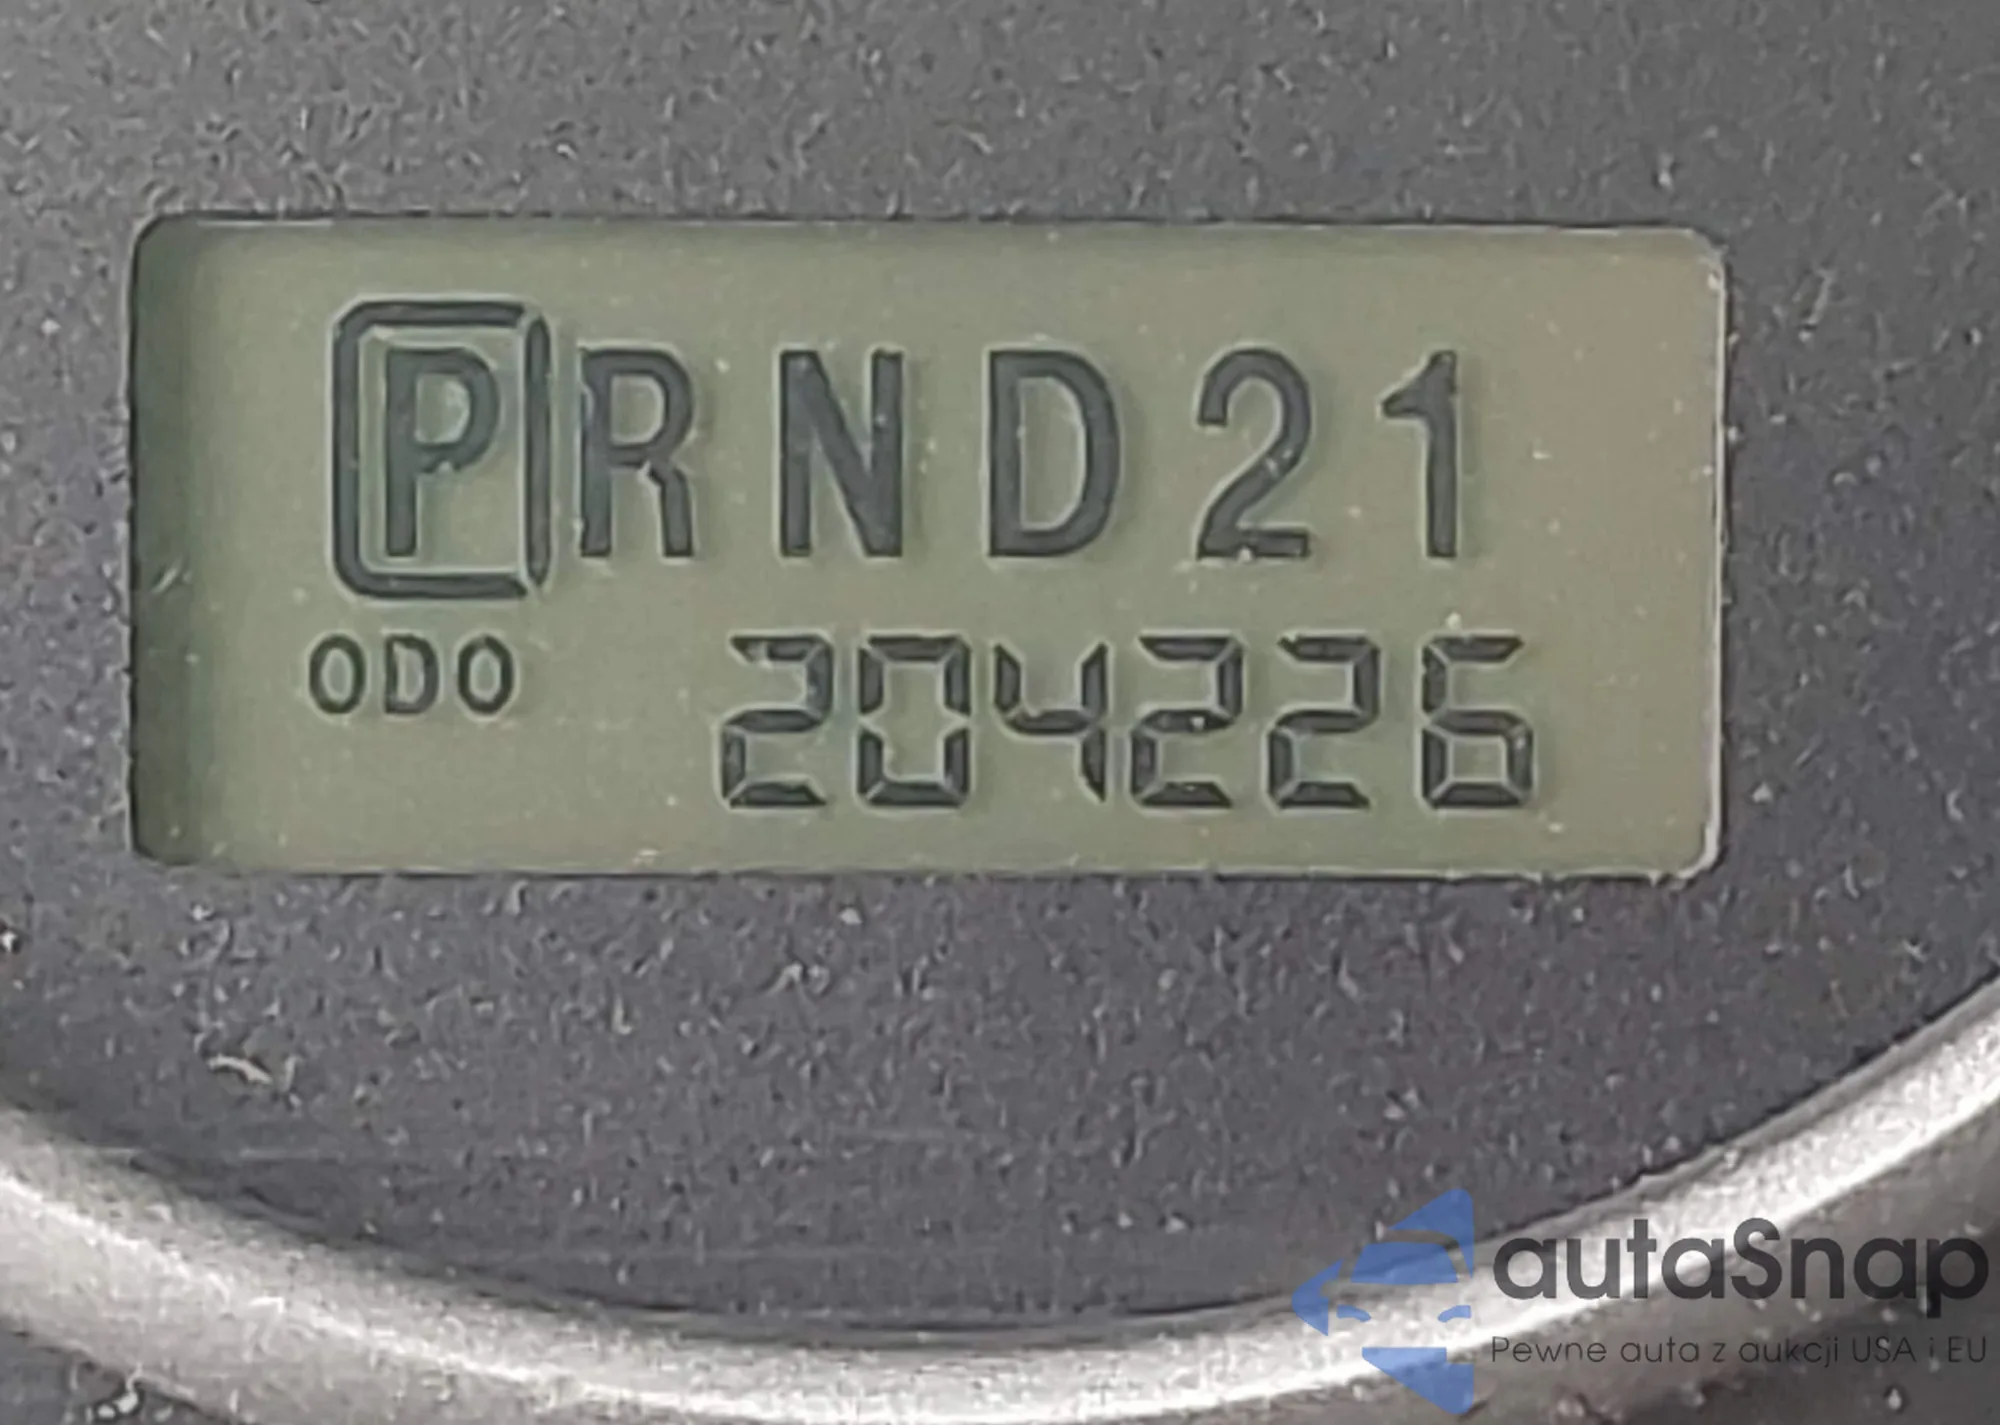 PRND21
ODO 204226
autaSnap
Pewne auta z aukcji USA i EU